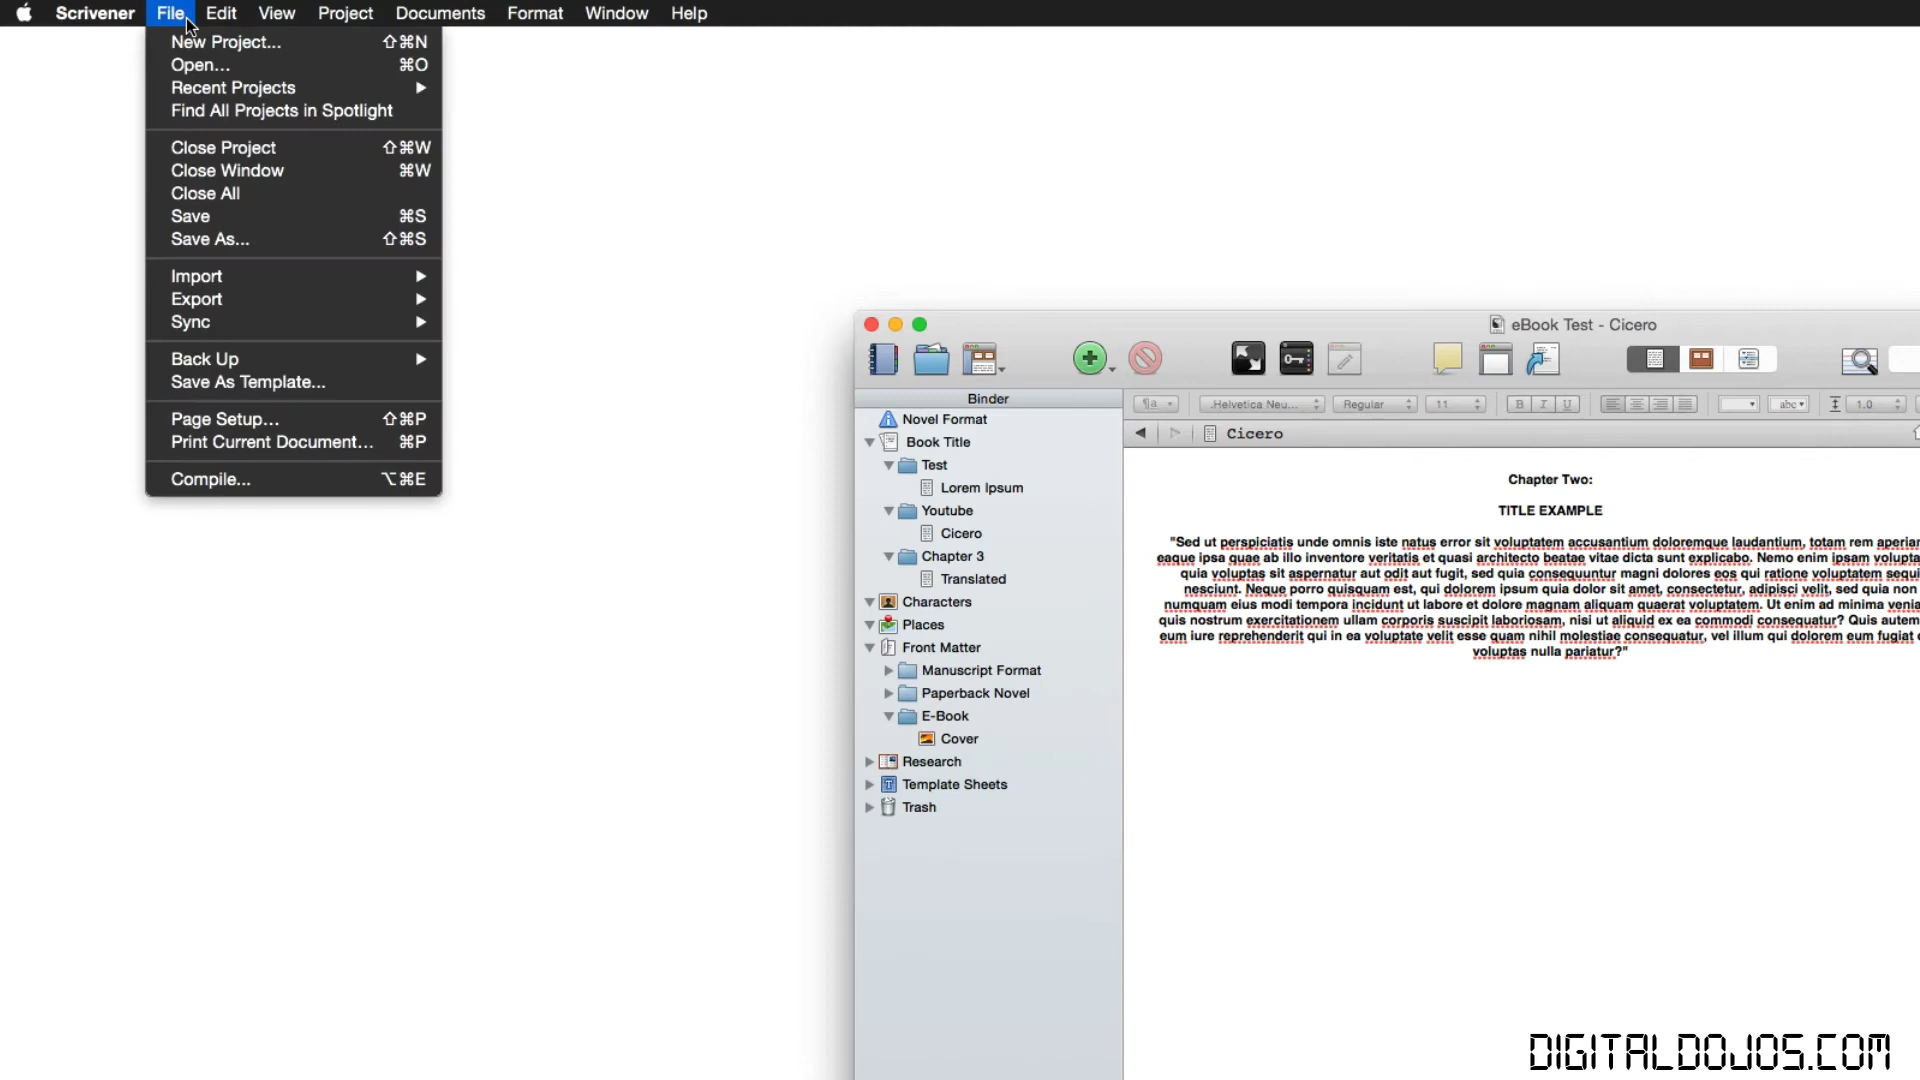 Scrivener File Edit View Project Documents Format Window Help
New Project... ⇧⌘N
Open... ⌘O
Recent Projects ▶
Find All Projects in Spotlight
Close Project ⇧⌘W
Close Window ⌘W
Close All
Save ⌘S
Save As... ⇧⌘S
Import ▶
Export ▶
Sync ▶
Back Up ▶
Save As Template...
Page Setup... ⇧⌘P
Print Current Document... ⌘P
Compile... ⌥⌘E
eBook Test - Cicero
Binder
Novel Format
Book Title
Test
Lorem Ipsum
Youtube
Cicero
Chapter 3
Translated
Characters
Places
Front Matter
Manuscript Format
Paperback Novel
E-Book
Cover
Research
Template Sheets
Trash
¶a .Helvetica Neu... Regular 11 B I U abc 1.0
Cicero
Chapter Two:
TITLE EXAMPLE
"Sed ut perspiciatis unde omnis iste natus error sit voluptatem accusantium doloremque laudantium, totam rem
eaque ipsa quae ab illo inventore veritatis et quasi architecto beatae vitae dicta sunt explicabo. Nemo enim ipsam
quia voluptas sit aspernatur aut odit aut fugit, sed quia consequuntur magni dolores eos qui ratione voluptatem
nesciunt. Neque porro quisquam est, qui dolorem ipsum quia dolor sit amet, consectetur, adipisci velit, sed quia non
numquam eius modi tempora incidunt ut labore et dolore magnam aliquam quaerat voluptatem. Ut enim ad minima
quis nostrum exercitationem ullam corporis suscipit laboriosam, nisi ut aliquid ex ea commodi consequatur? Quis autem
eum iure reprehenderit qui in ea voluptate velit esse quam nihil molestiae consequatur, vel illum qui dolorem eum fugiat
voluptas nulla pariatur?"
DIGITALDOJOS.COM